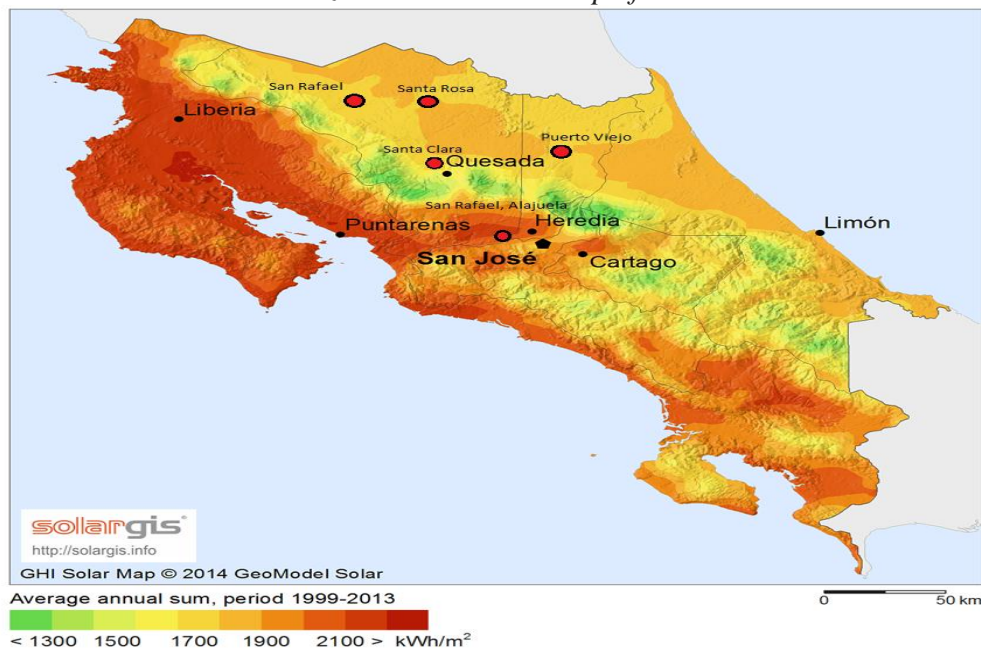 San Rafael
Santa Rosa
Liberia
Puerto Viejo
Santa Clara
Quesada
San Rafael, Alajuela
Puntarenas
Heredia
Limón
San José
Cartago
solargis
http://solargis.info
GHI Solar Map © 2014 GeoModel Solar
Average annual sum, period 1999-2013
0 50 km
< 1300 1500 1700 1900 2100 > kWh/m²